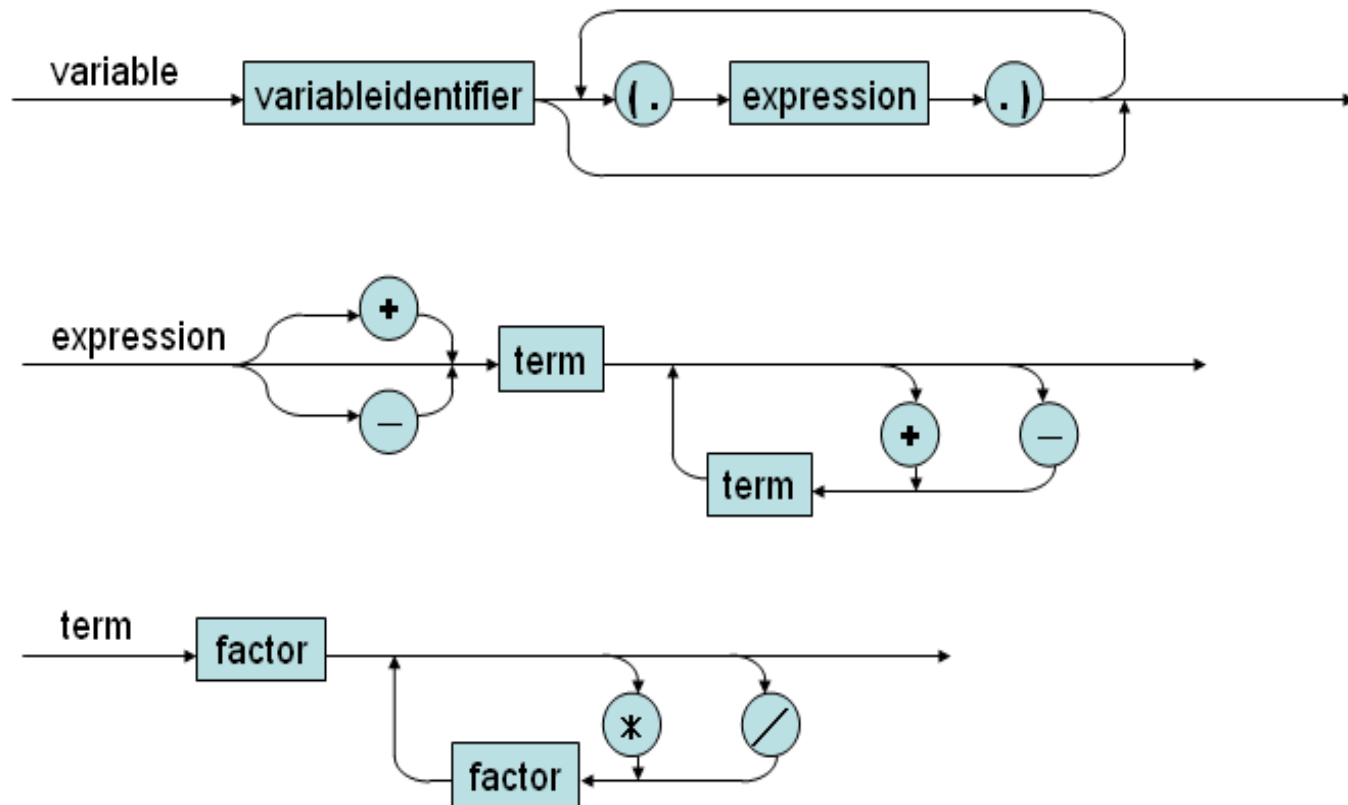 variable variableidentifier (. expression .)
+
expression term
–
+ –
term
term factor
* /
factor